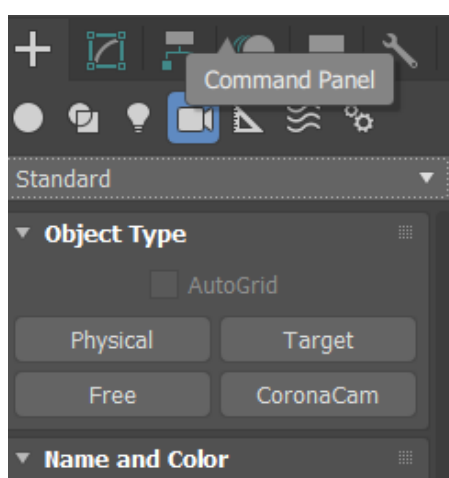 Command Panel
Standard
Object Type
AutoGrid
Physical Target
Free CoronaCam
Name and Color